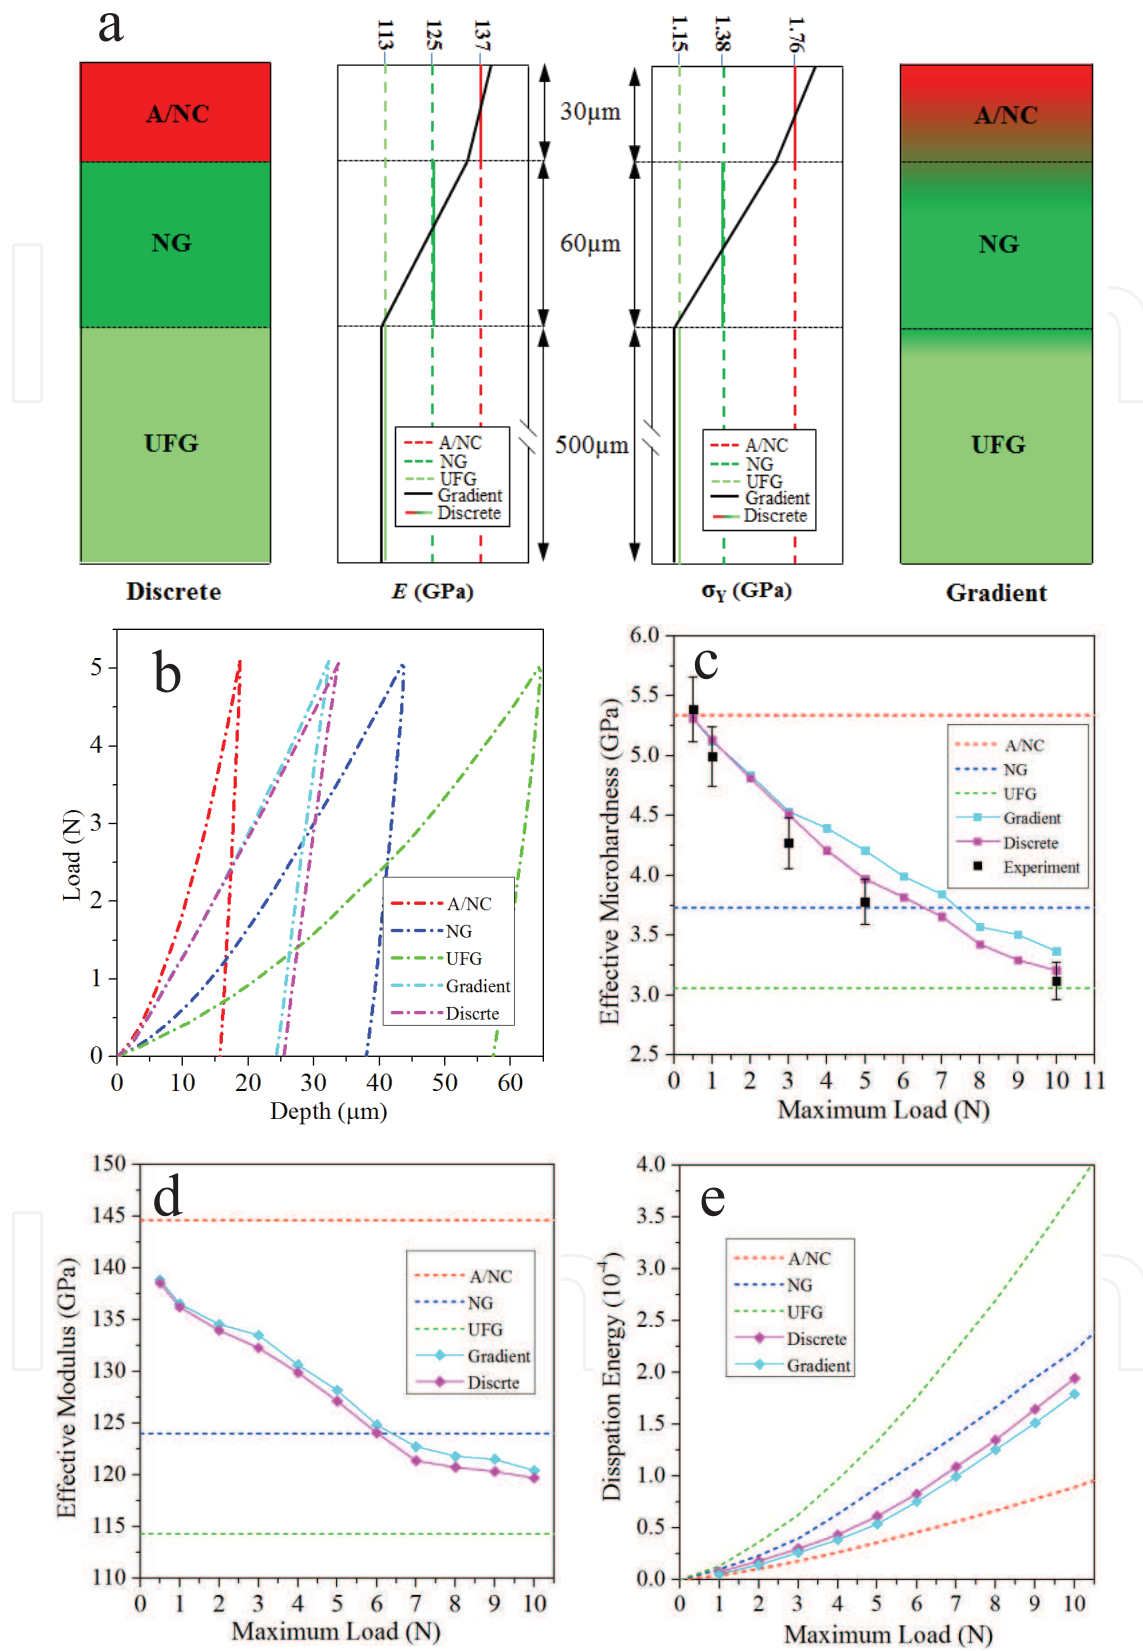 a
113
125
137
1.15
1.38
1.76
A/NC
NG
UFG
Discrete
A/NC
NG
UFG
Gradient
Discrete
E (GPa)
30μm
60μm
500μm
A/NC
NG
UFG
Gradient
Discrete
σY (GPa)
A/NC
NG
UFG
Gradient
b
5
4
3
2
1
0
Load (N)
A/NC
NG
UFG
Gradient
Discrte
0 10 20 30 40 50 60
Depth (μm)
c
6.0
5.5
5.0
4.5
4.0
3.5
3.0
2.5
Effective Microhardness (GPa)
A/NC
NG
UFG
Gradient
Discrete
Experiment
0 1 2 3 4 5 6 7 8 9 10 11
Maximum Load (N)
d
150
145
140
135
130
125
120
115
110
Effective Modulus (GPa)
A/NC
NG
UFG
Gradient
Discrte
0 1 2 3 4 5 6 7 8 9 10
Maximum Load (N)
e
4.0
3.5
3.0
2.5
2.0
1.5
1.0
0.5
0.0
Disspation Energy (10⁻⁴)
A/NC
NG
UFG
Discrete
Gradient
0 1 2 3 4 5 6 7 8 9 10
Maximum Load (N)